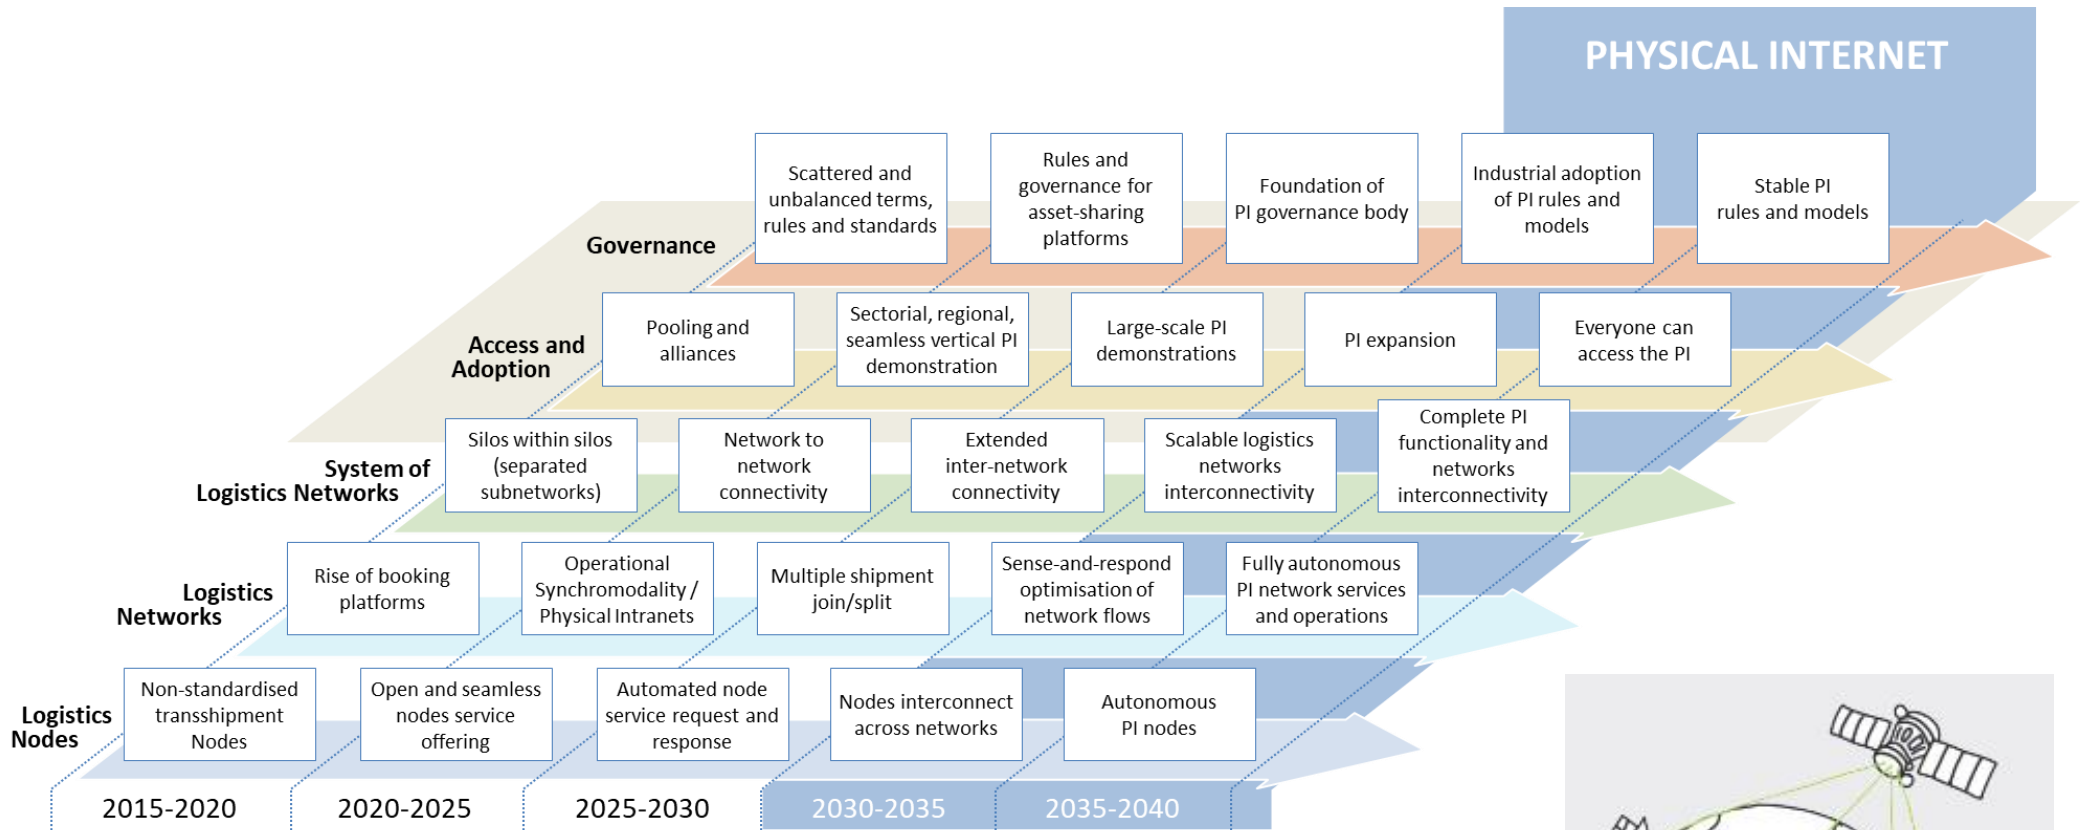 PHYSICAL INTERNET
Governance
Scattered and
unbalanced terms,
rules and standards
Rules and
governance for
asset-sharing
platforms
Foundation of
PI governance body
Industrial adoption
of PI rules and
models
Stable PI
rules and models
Access and
Adoption
Pooling and
alliances
Sectorial, regional,
seamless vertical PI
demonstration
Large-scale PI
demonstrations
PI expansion
Everyone can
access the PI
System of
Logistics Networks
Silos within silos
(separated
subnetworks)
Network to
network
connectivity
Extended
inter-network
connectivity
Scalable logistics
networks
interconnectivity
Complete PI
functionality and
networks
interconnectivity
Logistics
Networks
Rise of booking
platforms
Operational
Synchromodality /
Physical Intranets
Multiple shipment
join/split
Sense-and-respond
optimisation of
network flows
Fully autonomous
PI network services
and operations
Logistics
Nodes
Non-standardised
transshipment
Nodes
Open and seamless
nodes service
offering
Automated node
service request and
response
Nodes interconnect
across networks
Autonomous
PI nodes
2015-2020
2020-2025
2025-2030
2030-2035
2035-2040